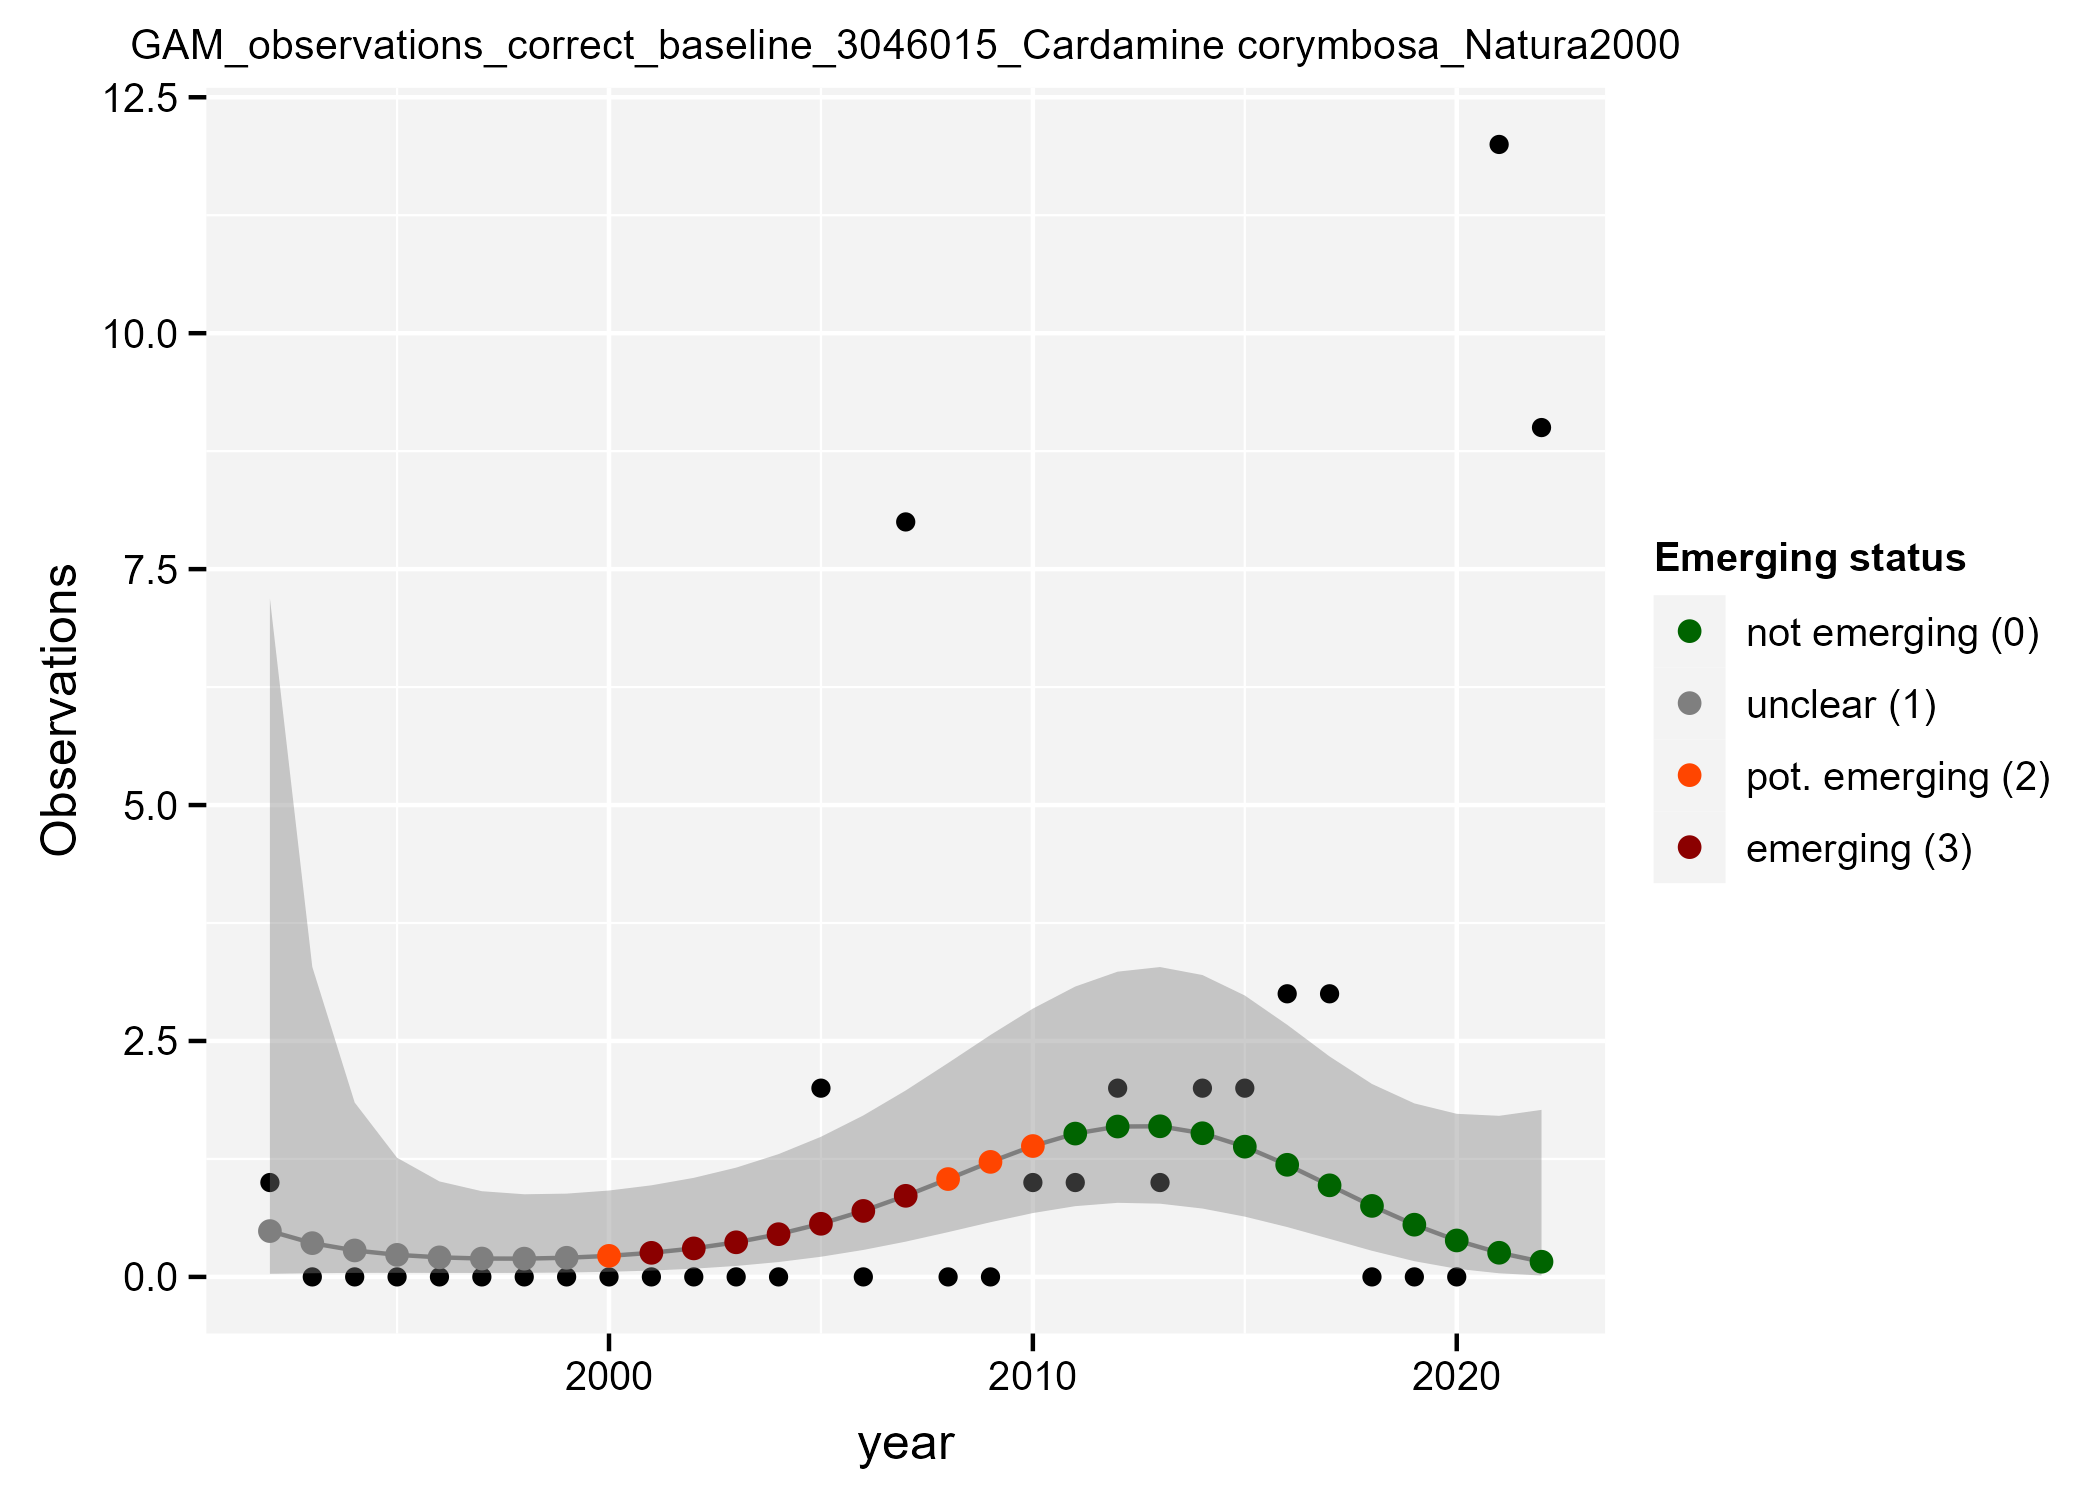 GAM_observations_correct_baseline_3046015_Cardamine corymbosa_Natura2000
12.5
10.0
7.5
5.0
2.5
0.0
Observations
2000
2010
2020
year
Emerging status
not emerging (0)
unclear (1)
pot. emerging (2)
emerging (3)